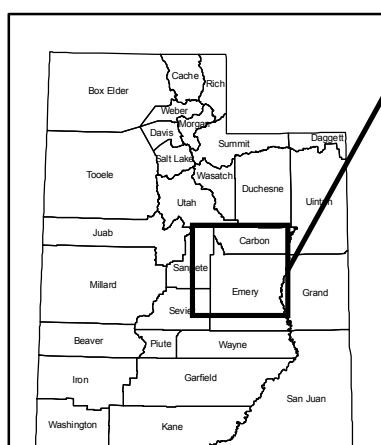 Cache
Rich
Box Elder
Weber
Morgan
Davis
Summit
Daggett
Salt Lake
Tooele
Wasatch
Duchesne
Uintah
Utah
Juab
Carbon
Sanpete
Millard
Emery
Grand
Sevier
Beaver
Piute
Wayne
Iron
Garfield
San Juan
Washington
Kane